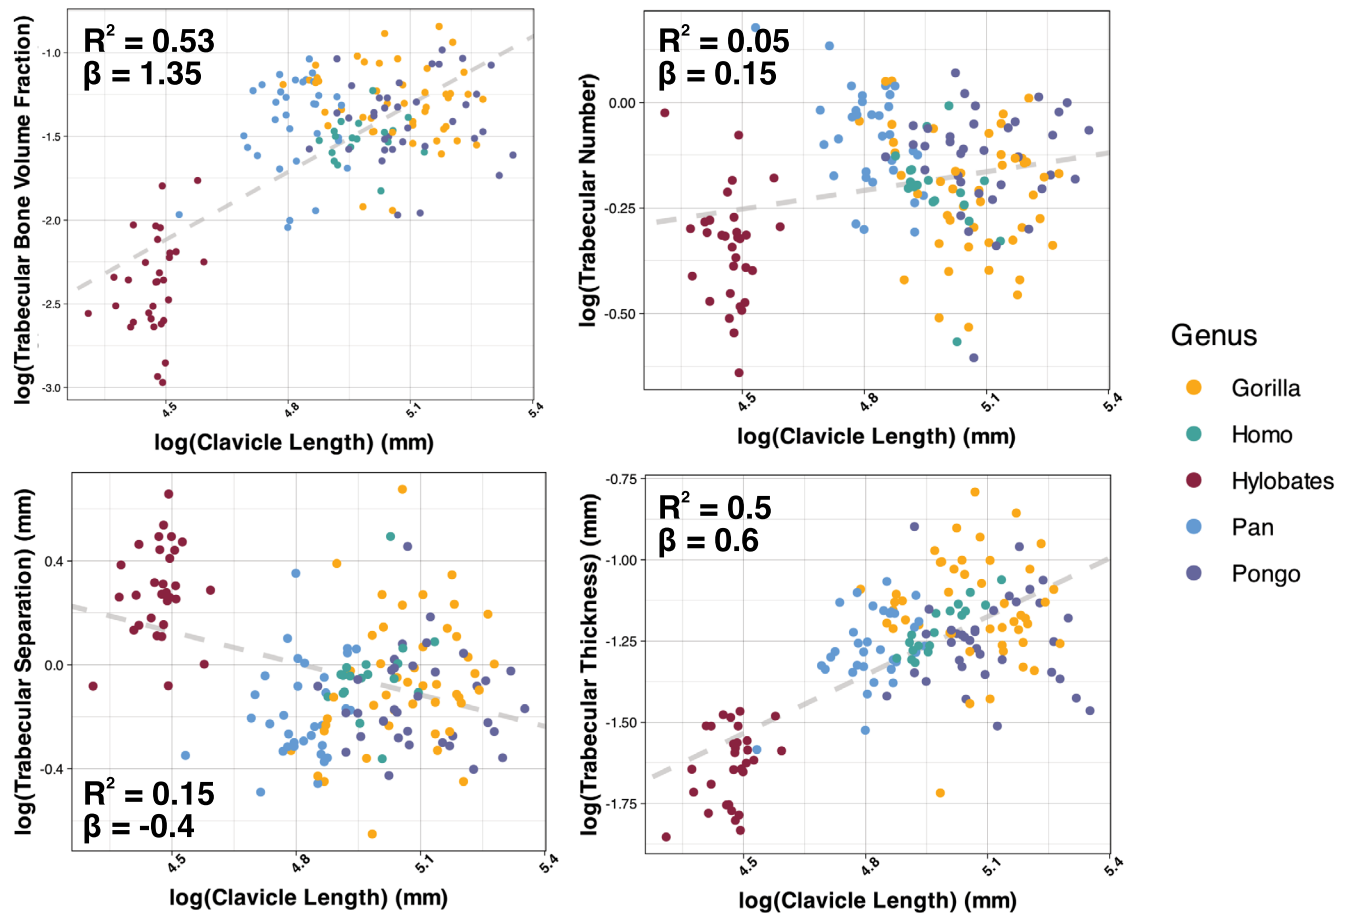 R² = 0.53
β = 1.35
log(Trabecular Bone Volume Fraction)
-1.0
-1.5
-2.0
-2.5
-3.0
4.5
4.8
5.1
5.4
log(Clavicle Length) (mm)
R² = 0.05
β = 0.15
log(Trabecular Number)
0.00
-0.25
-0.50
4.5
4.8
5.1
5.4
log(Clavicle Length) (mm)
R² = 0.15
β = -0.4
log(Trabecular Separation) (mm)
0.4
0.0
-0.4
4.5
4.8
5.1
5.4
log(Clavicle Length) (mm)
R² = 0.5
β = 0.6
log(Trabecular Thickness) (mm)
-0.75
-1.00
-1.25
-1.50
-1.75
4.5
4.8
5.1
5.4
log(Clavicle Length) (mm)
Genus
Gorilla
Homo
Hylobates
Pan
Pongo